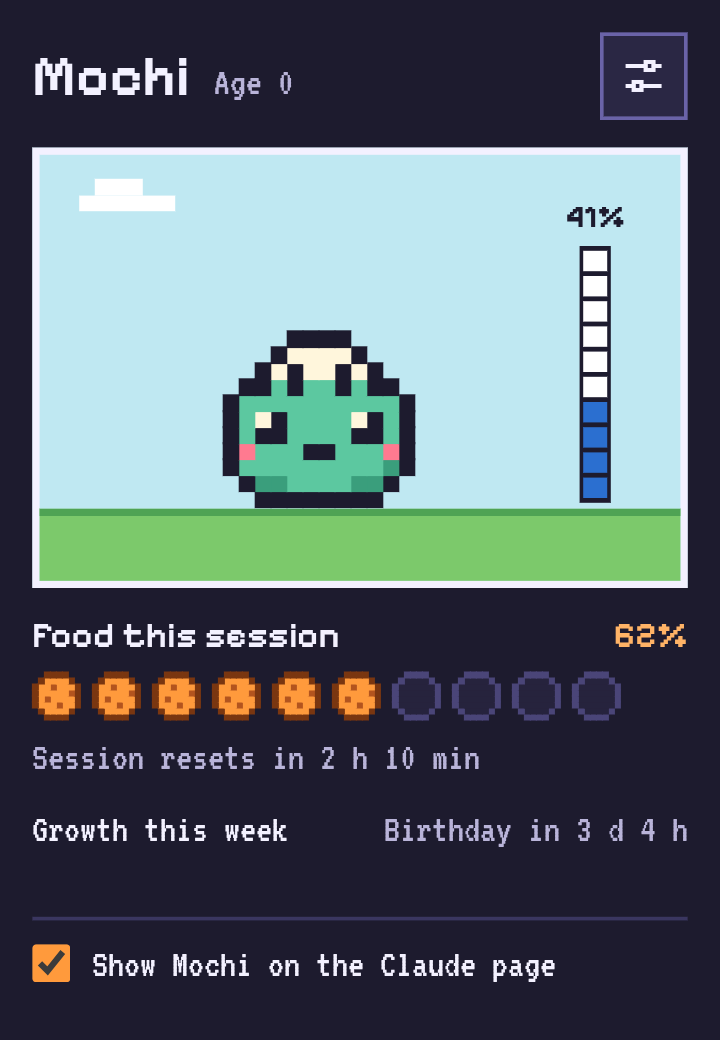 Mochi Age 0
41%
Food this session 62%
Session resets in 2 h 10 min
Growth this week Birthday in 3 d 4 h
Show Mochi on the Claude page